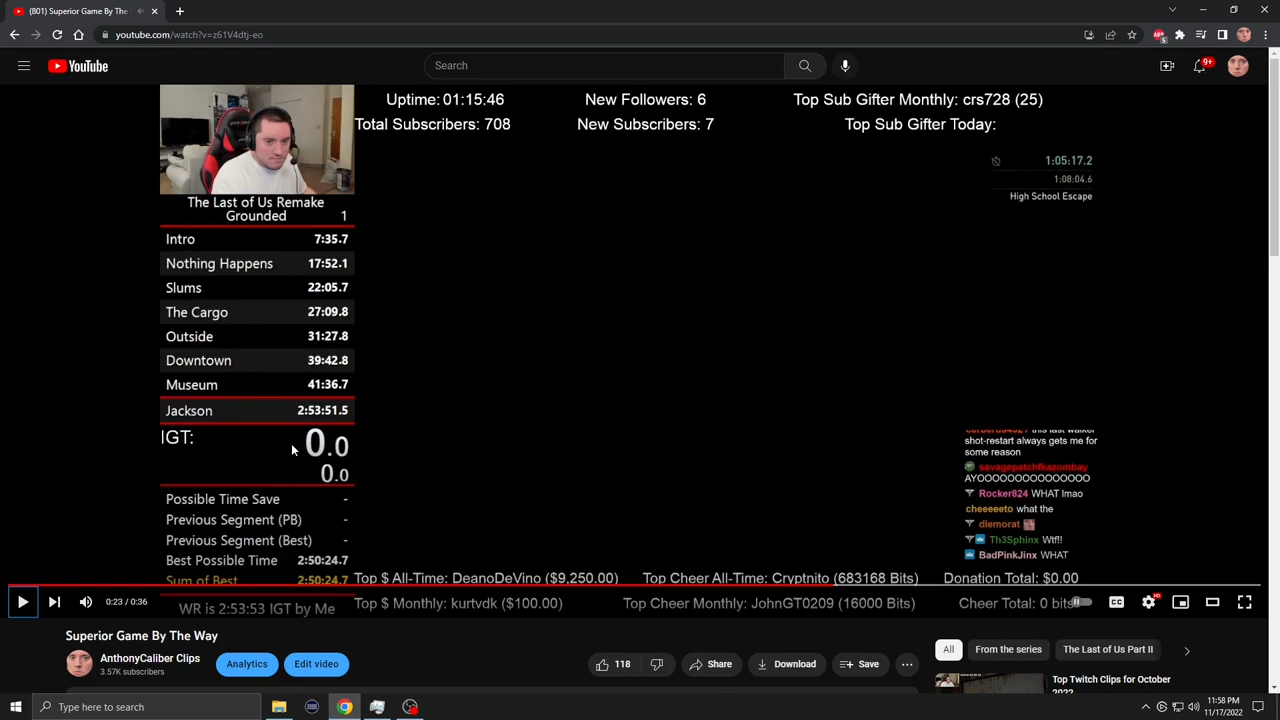 (801) Superior Game By The
youtube.com/watch?v=z61V4dtj-eo
ABP
5
YouTube
Search
9+
Uptime: 01:15:46
New Followers: 6
Top Sub Gifter Monthly: crs728 (25)
Total Subscribers: 708
New Subscribers: 7
Top Sub Gifter Today:
1:05:17.2
1:08:04.6
High School Escape
The Last of Us Remake
Grounded 1
Intro 7:35.7
Nothing Happens 17:52.1
Slums 22:05.7
The Cargo 27:09.8
Outside 31:27.8
Downtown 39:42.8
Museum 41:36.7
Jackson 2:53:51.5
IGT: 0.0
0.0
Possible Time Save -
Previous Segment (PB) -
Previous Segment (Best) -
Best Possible Time 2:50:24.7
Sum of Best 2:50:24.7
WR is 2:53:53 IGT by Me
this last walker
shot-restart always gets me for
some reason
savagepatchfkazombay
AYOOOOOOOOOOOOOOO
Rocker824 WHAT lmao
cheeeeeto what the
diemorat
Th3Sphinx Wtf!!
BadPinkJinx WHAT
Top $ All-Time: DeanoDeVino ($9,250.00)
Top Cheer All-Time: Cryptnito (683168 Bits)
Donation Total: $0.00
Top $ Monthly: kurtvdk ($100.00)
Top Cheer Monthly: JohnGT0209 (16000 Bits)
Cheer Total: 0 bits
0:23 / 0:36
CC
HD
Superior Game By The Way
AnthonyCaliber Clips
3.57K subscribers
Analytics
Edit video
118
Share
Download
Save
All
From the series
The Last of Us Part II
Top Twitch Clips for October
2022
Type here to search
11:58 PM
11/17/2022